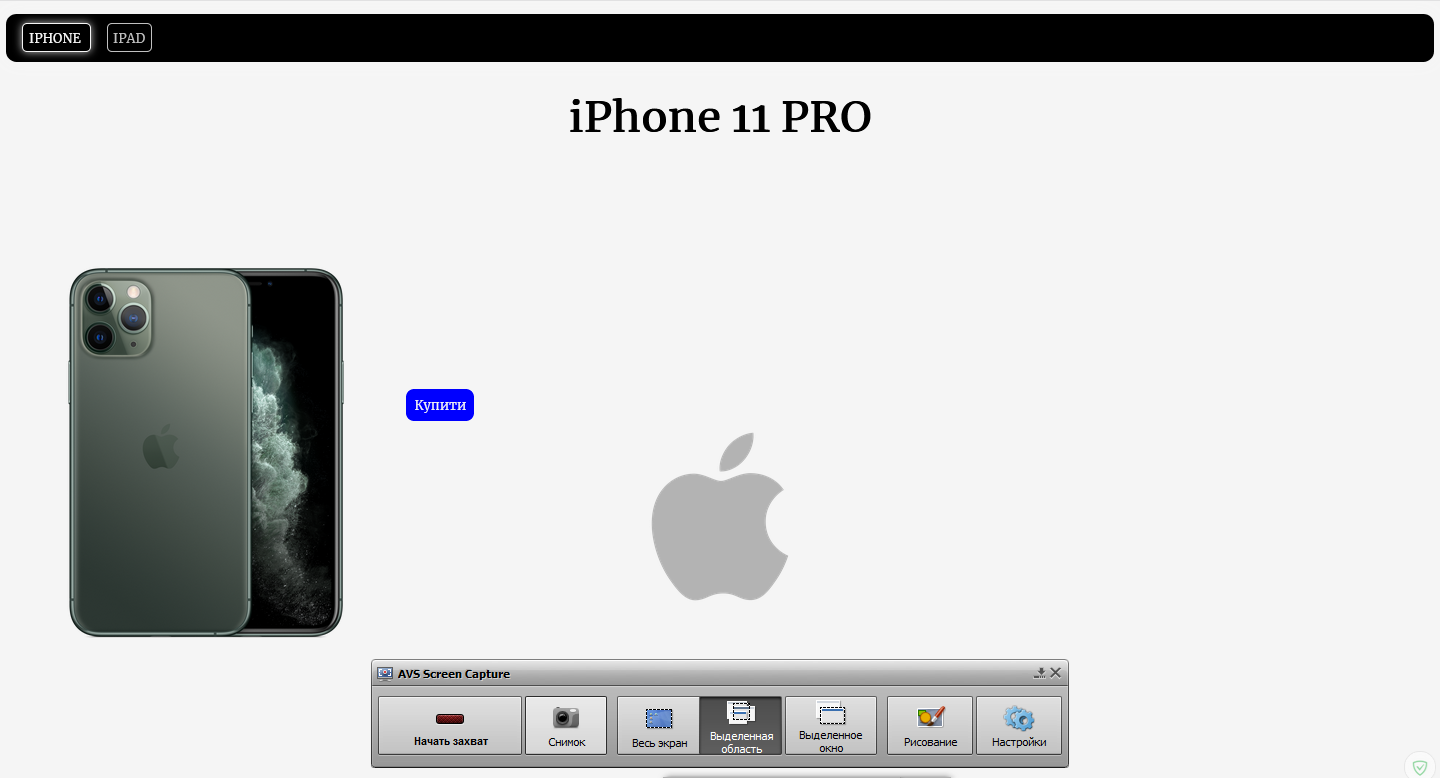 IPHONE
IPAD
iPhone 11 PRO
Купити
AVS Screen Capture
Начать захват
Снимок
Весь экран
Выделенная
область
Выделенное
окно
Рисование
Настройки